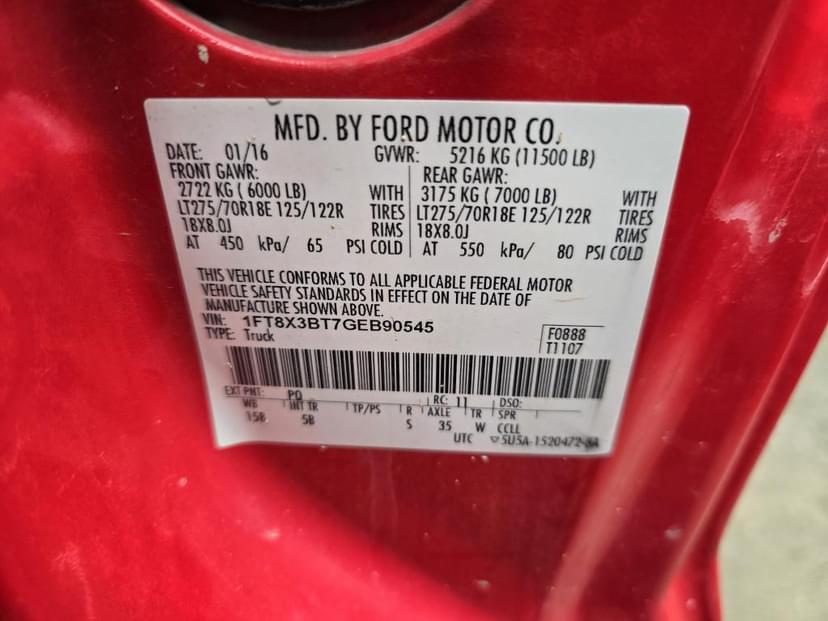 MFD. BY FORD MOTOR CO.
DATE: 01/16 GVWR: 5216 KG (11500 LB)
FRONT GAWR: REAR GAWR:
2722 KG ( 6000 LB) WITH 3175 KG ( 7000 LB) WITH
LT275/70R18E 125/122R TIRES LT275/70R18E 125/122R TIRES
18X8.0J RIMS 18X8.0J RIMS
AT 450 kPa/ 65 PSI COLD AT 550 kPa/ 80 PSI COLD
THIS VEHICLE CONFORMS TO ALL APPLICABLE FEDERAL MOTOR
VEHICLE SAFETY STANDARDS IN EFFECT ON THE DATE OF
MANUFACTURE SHOWN ABOVE.
VIN: 1FT8X3BT7GEB90545 F0888
TYPE: Truck T1107
EXT PNT: PQ RC: 11 DSO:
WB INT TR TP/PS R AXLE TR SPR
158 5B S 35 W CCLL
UTC ▽5U5A-1520472-BA